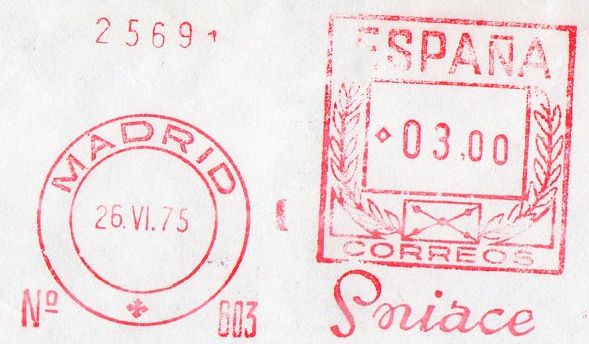 25691
ESPAÑA
03.00
CORREOS
MADRID
26.VI.75
Nº 603
Sniace